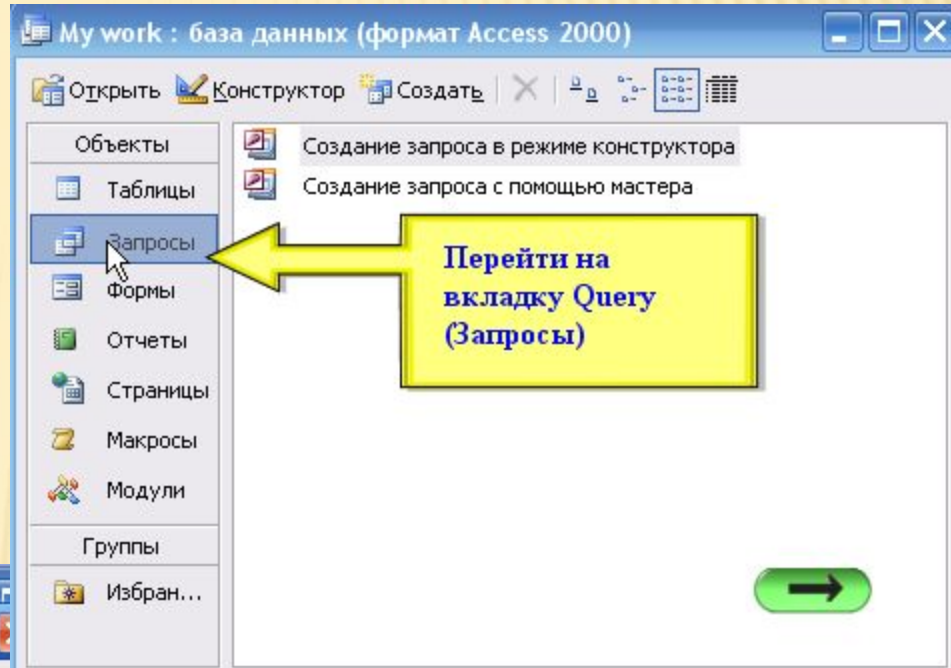 My work : база данных (формат Access 2000)
Открыть Конструктор Создать
Объекты
Таблицы
Запросы
Формы
Отчеты
Страницы
Макросы
Модули
Группы
Избран...
Создание запроса в режиме конструктора
Создание запроса с помощью мастера
Перейти на
вкладку Query
(Запросы)